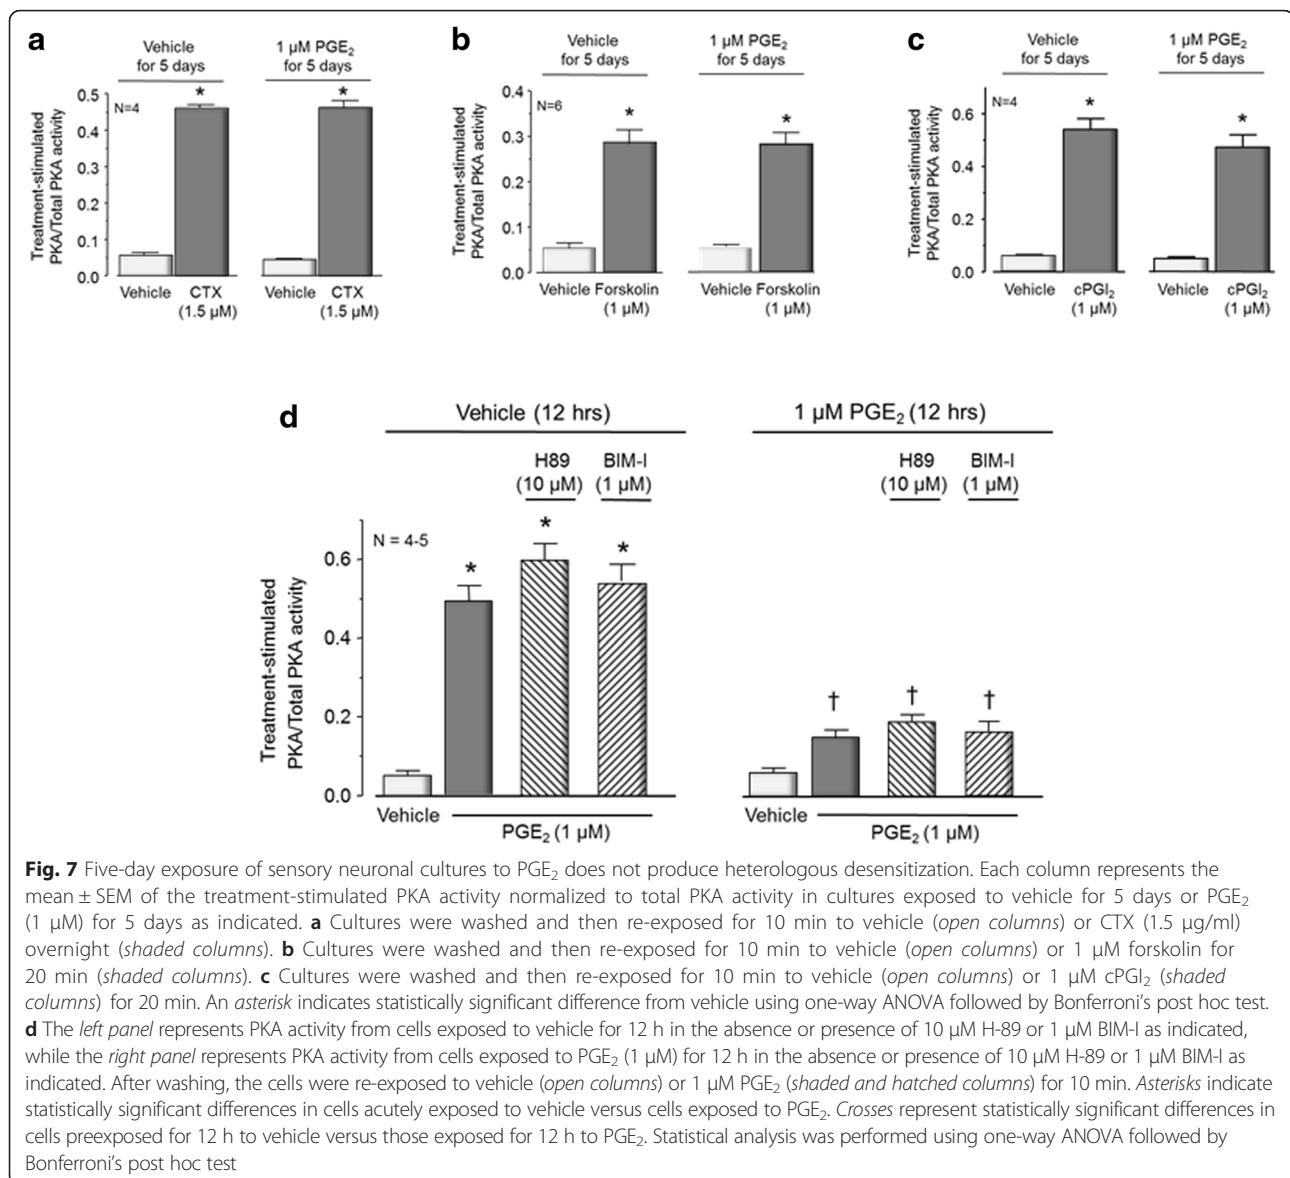 a
Vehicle
for 5 days
1 µM PGE₂
for 5 days
Treatment-stimulated
PKA/Total PKA activity
0.5
0.4
0.3
0.2
0.1
0.0
N=4
*
*
Vehicle CTX
(1.5 µM)
Vehicle CTX
(1.5 µM)
b
Vehicle
for 5 days
1 µM PGE₂
for 5 days
Treatment-stimulated
PKA/Total PKA activity
0.4
0.3
0.2
0.1
0.0
N=6
*
*
Vehicle Forskolin
(1 µM)
Vehicle Forskolin
(1 µM)
c
Vehicle
for 5 days
1 µM PGE₂
for 5 days
Treatment-stimulated
PKA/Total PKA activity
0.6
0.4
0.2
0.0
N=4
*
*
Vehicle cPGI₂
(1 µM)
Vehicle cPGI₂
(1 µM)
d
Vehicle (12 hrs)
1 µM PGE₂ (12 hrs)
H89
(10 µM)
BIM-I
(1 µM)
H89
(10 µM)
BIM-I
(1 µM)
Treatment-stimulated
PKA/Total PKA activity
0.6
0.4
0.2
0.0
N = 4-5
*
*
*
†
†
†
Vehicle
PGE₂ (1 µM)
Vehicle
PGE₂ (1 µM)
Fig. 7 Five-day exposure of sensory neuronal cultures to PGE₂ does not produce heterologous desensitization. Each column represents the
mean ± SEM of the treatment-stimulated PKA activity normalized to total PKA activity in cultures exposed to vehicle for 5 days or PGE₂
(1 µM) for 5 days as indicated. a Cultures were washed and then re-exposed for 10 min to vehicle (open columns) or CTX (1.5 µg/ml)
overnight (shaded columns). b Cultures were washed and then re-exposed for 10 min to vehicle (open columns) or 1 µM forskolin for
20 min (shaded columns). c Cultures were washed and then re-exposed for 10 min to vehicle (open columns) or 1 µM cPGI₂ (shaded
columns) for 20 min. An asterisk indicates statistically significant difference from vehicle using one-way ANOVA followed by Bonferroni's post hoc test.
d The left panel represents PKA activity from cells exposed to vehicle for 12 h in the absence or presence of 10 µM H-89 or 1 µM BIM-I as indicated,
while the right panel represents PKA activity from cells exposed to PGE₂ (1 µM) for 12 h in the absence or presence of 10 µM H-89 or 1 µM BIM-I as
indicated. After washing, the cells were re-exposed to vehicle (open columns) or 1 µM PGE₂ (shaded and hatched columns) for 10 min. Asterisks indicate
statistically significant differences in cells acutely exposed to vehicle versus cells exposed to PGE₂. Crosses represent statistically significant differences in
cells preexposed for 12 h to vehicle versus those exposed for 12 h to PGE₂. Statistical analysis was performed using one-way ANOVA followed by
Bonferroni's post hoc test